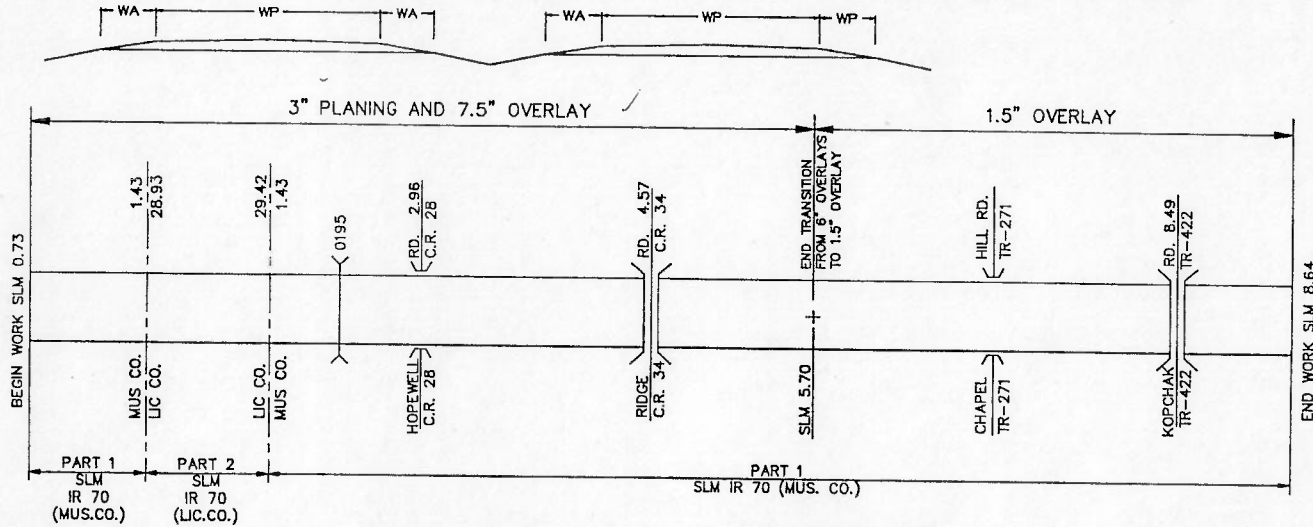 WA WP WA WA WP WP
3" PLANING AND 7.5" OVERLAY
1.5" OVERLAY
BEGIN WORK SLM 0.73
1.43
28.93
MUS CO.
LIC CO.
29.42
1.43
LIC CO.
MUS CO.
0195
RD. 2.96
C.R. 28
HOPEWELL
C.R. 28
RD. 4.57
C.R. 34
RIDGE
C.R. 34
END TRANSITION
FROM 6" OVERLAYS
TO 1.5" OVERLAY
SLM 5.70
HILL RD.
TR-271
CHAPEL
TR-271
RD. 8.49
TR-422
KOPCHAK
TR-422
END WORK SLM 8.64
PART 1
SLM
IR 70
(MUS.CO.)
PART 2
SLM
IR 70
(LIC.CO.)
PART 1
SLM IR 70 (MUS. CO.)